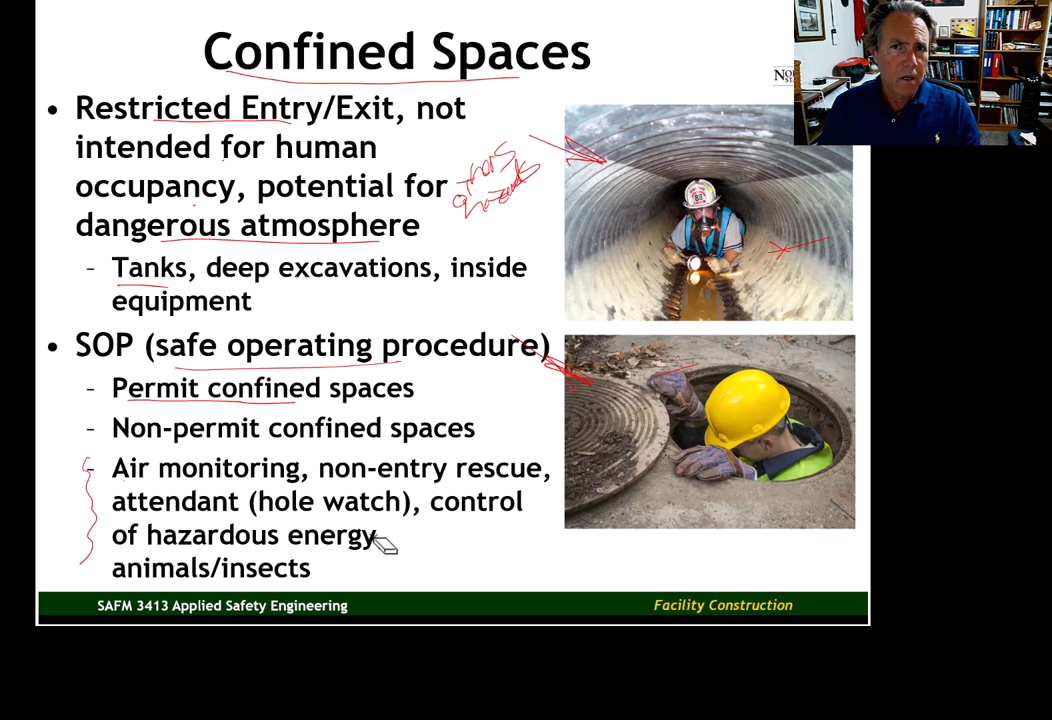 Confined Spaces
• Restricted Entry/Exit, not
intended for human
occupancy, potential for
dangerous atmosphere
- Tanks, deep excavations, inside
equipment
• SOP (safe operating procedure)
- Permit confined spaces
- Non-permit confined spaces
- Air monitoring, non-entry rescue,
attendant (hole watch), control
of hazardous energy
animals/insects
hazards
88
SAFM 3413 Applied Safety Engineering
Facility Construction